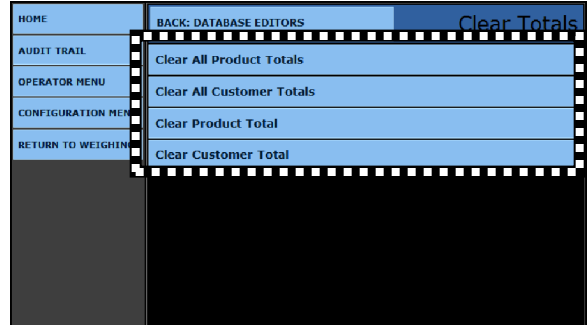 HOME
BACK: DATABASE EDITORS
Clear Totals
AUDIT TRAIL
Clear All Product Totals
OPERATOR MENU
Clear All Customer Totals
CONFIGURATION MEN
Clear Product Total
RETURN TO WEIGHING
Clear Customer Total